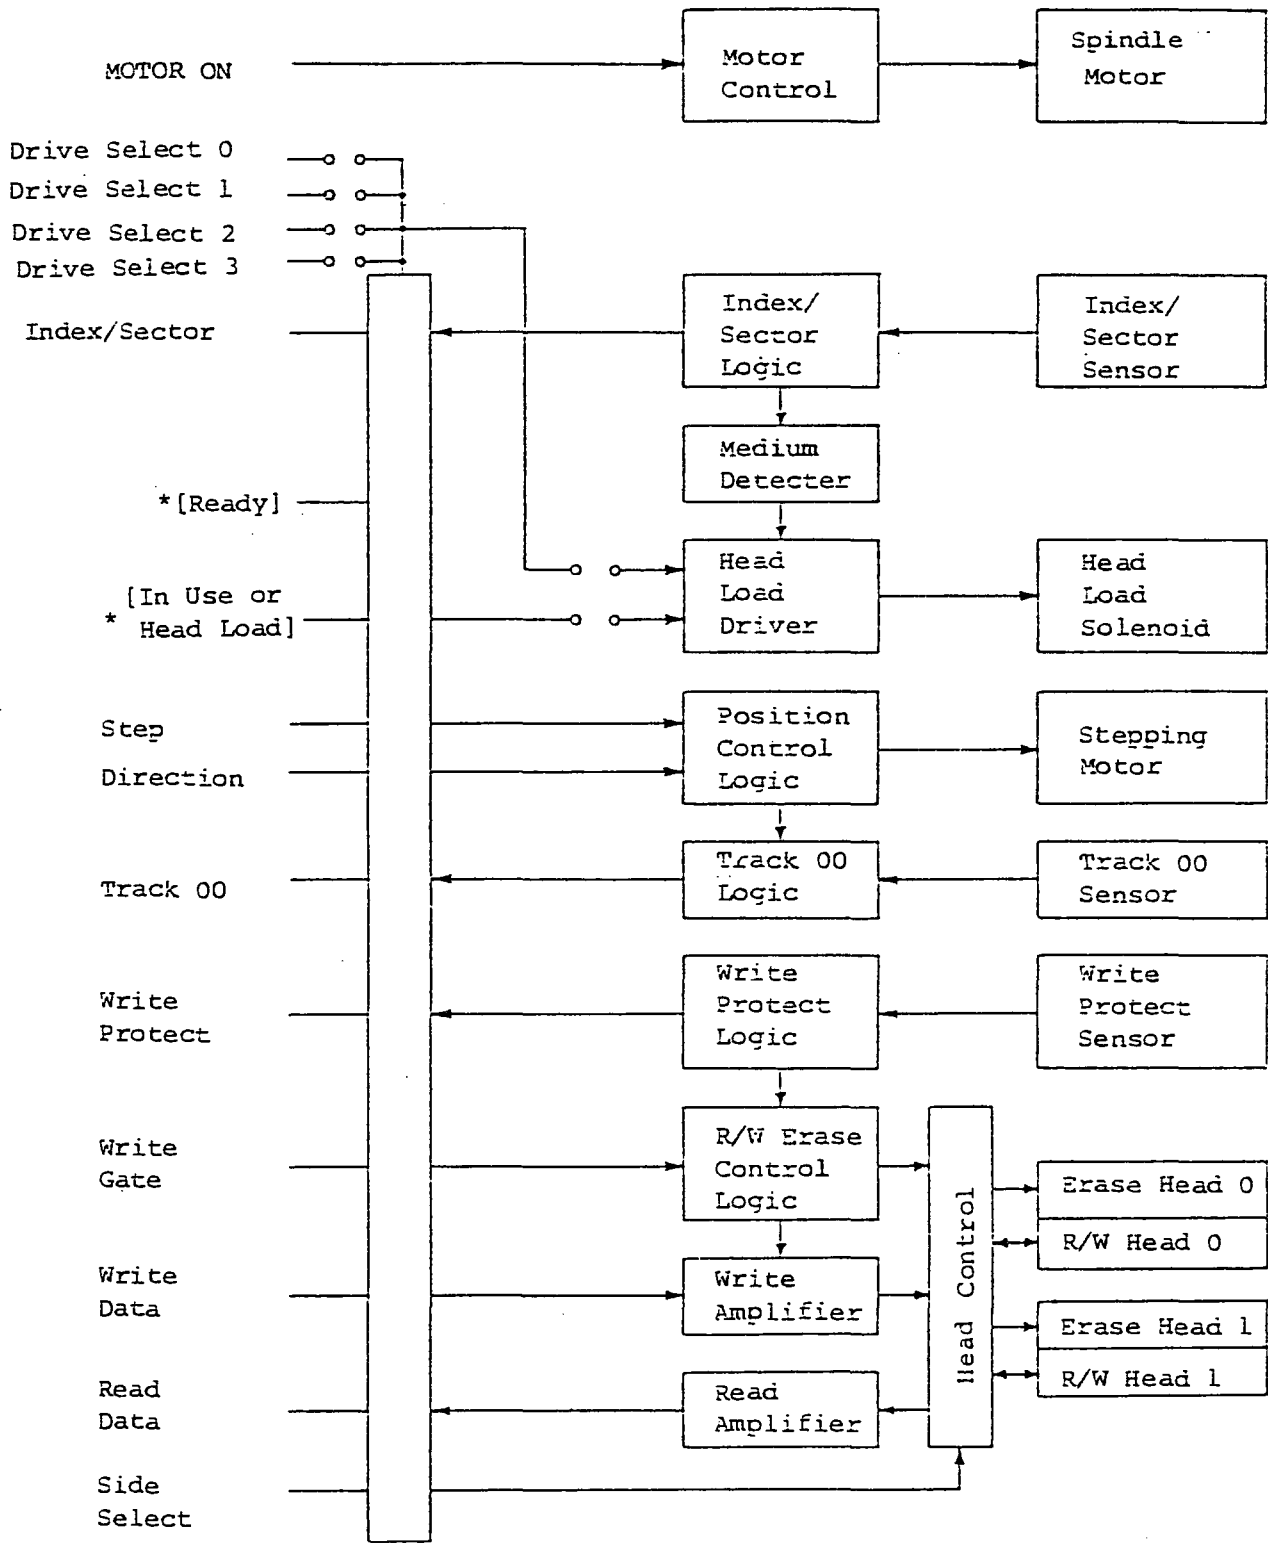 MOTOR ON
Motor
Control
Spindle
Motor
Drive Select 0
Drive Select 1
Drive Select 2
Drive Select 3
Index/Sector
Index/
Sector
Logic
Index/
Sector
Sensor
Medium
Detecter
*[Ready]
Head
Load
Driver
Head
Load
Solenoid
[In Use or
* Head Load]
Step
Direction
Position
Control
Logic
Stepping
Motor
Track 00
Track 00
Logic
Track 00
Sensor
Write
Protect
Write
Protect
Logic
Write
Protect
Sensor
Write
Gate
R/W Erase
Control
Logic
Head Control
Erase Head 0
R/W Head 0
Write
Data
Write
Amplifier
Erase Head 1
R/W Head 1
Read
Data
Read
Amplifier
Side
Select